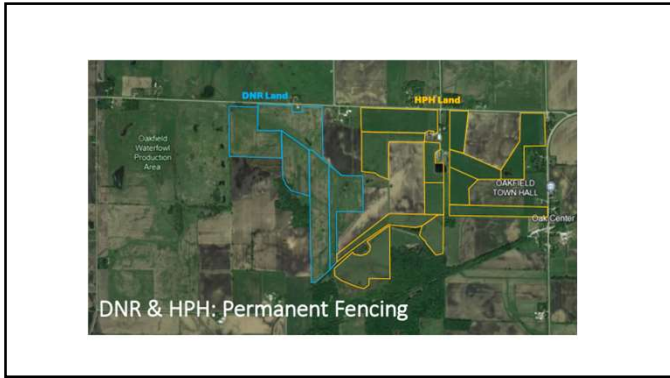 DNR Land
HPH Land
Oakfield
Waterfowl
Production
Area
OAKFIELD
TOWN HALL
Oak Center
DNR & HPH: Permanent Fencing